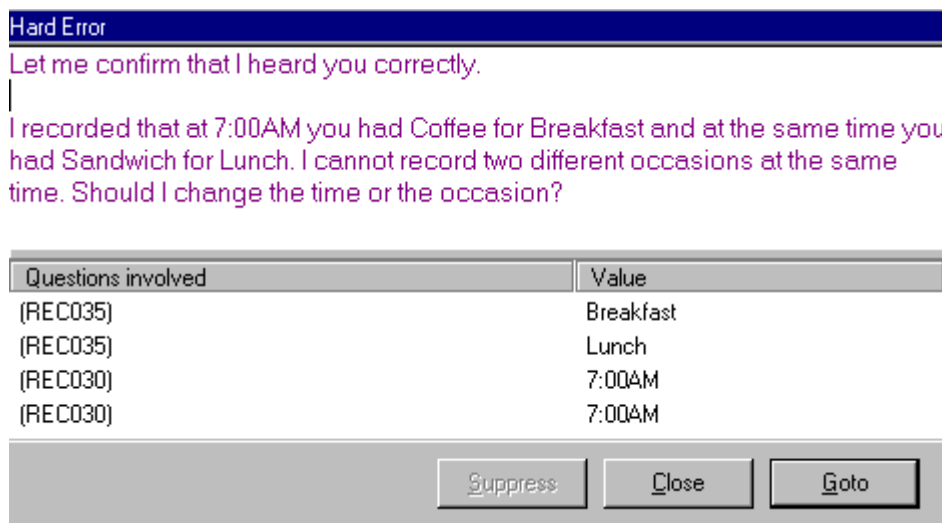 Hard Error
Let me confirm that I heard you correctly.
I recorded that at 7:00AM you had Coffee for Breakfast and at the same time you
had Sandwich for Lunch. I cannot record two different occasions at the same
time. Should I change the time or the occasion?
Questions involved Value
(REC035) Breakfast
(REC035) Lunch
(REC030) 7:00AM
(REC030) 7:00AM
Suppress Close Goto